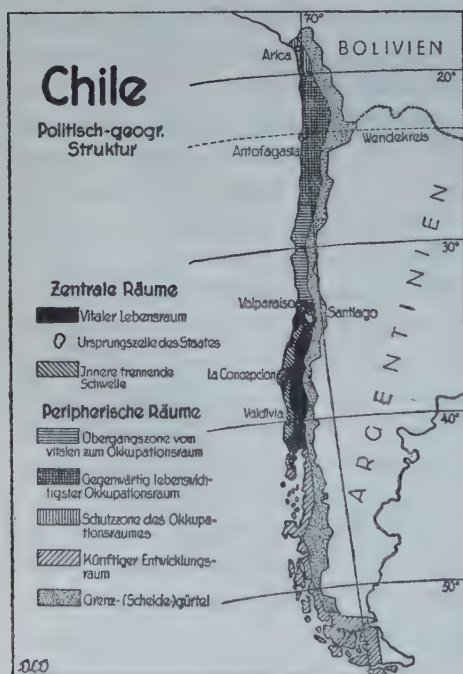 70°
BOLIVIEN
Arica
20°
Chile
Politisch-geogr.
Struktur
Antofagasta
Wendekreis
ARGENTINIEN
30°
Zentrale Räume
Valparaiso
Santiago
Vitaler Lebensraum
Ursprungszelle des Staates
Innere trennende
Schwelle
La Concepcion
Valdivia
40°
Peripherische Räume
Übergangszone vom
vitalen zum Okkupationsraum
Gegenwärtig lebenswich-
tigster Okkupationsraum
Schutzzone des Okkupa-
tionsraumes
Künftiger Entwicklungs-
raum
50°
Grenz-(Scheide-)gürtel